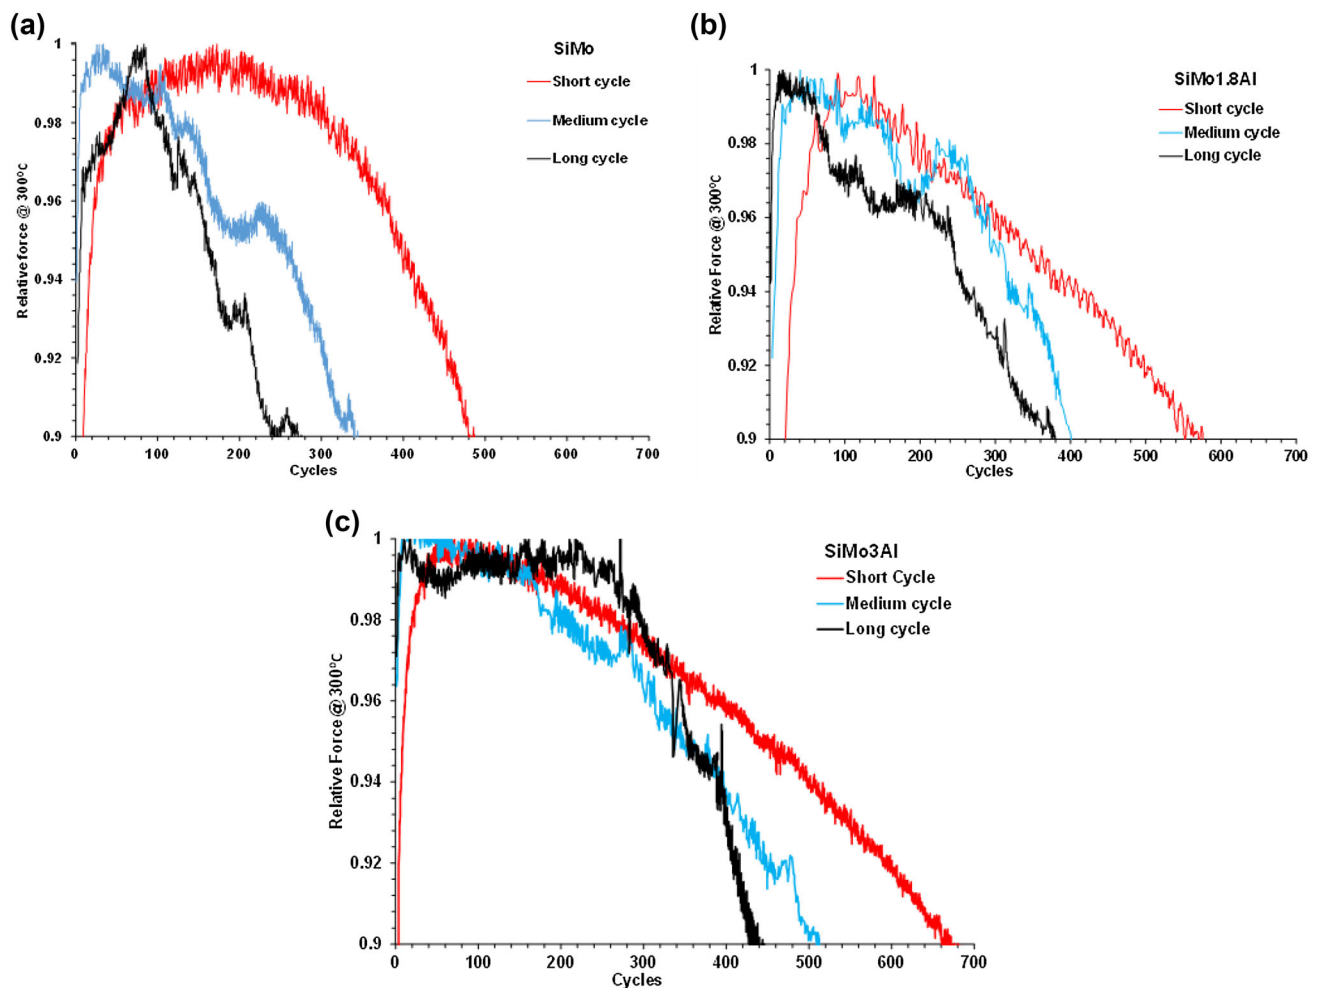 (a)
SiMo
Short cycle
Medium cycle
Long cycle
Relative force @ 300°C
1
0.98
0.96
0.94
0.92
0.9
0 100 200 300 400 500 600 700
Cycles
(b)
SiMo1.8Al
Short cycle
Medium cycle
Long cycle
Relative Force @ 300°C
1
0.98
0.96
0.94
0.92
0.9
0 100 200 300 400 500 600 700
Cycles
(c)
SiMo3Al
Short Cycle
Medium cycle
Long cycle
Relative Force @ 300°C
1
0.98
0.96
0.94
0.92
0.9
0 100 200 300 400 500 600 700
Cycles